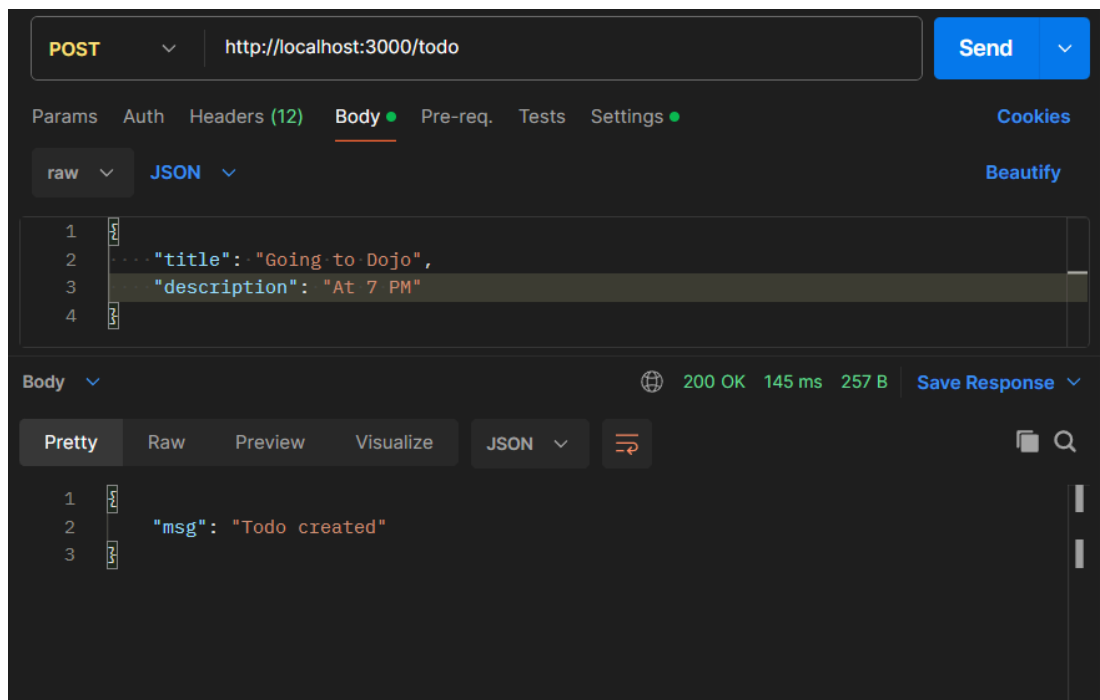 POST http://localhost:3000/todo Send
Params Auth Headers (12) Body Pre-req. Tests Settings Cookies
raw JSON Beautify
1 {
2 "title": "Going to Dojo",
3 "description": "At 7 PM"
4 }
Body 200 OK 145 ms 257 B Save Response
Pretty Raw Preview Visualize JSON
1 {
2 "msg": "Todo created"
3 }